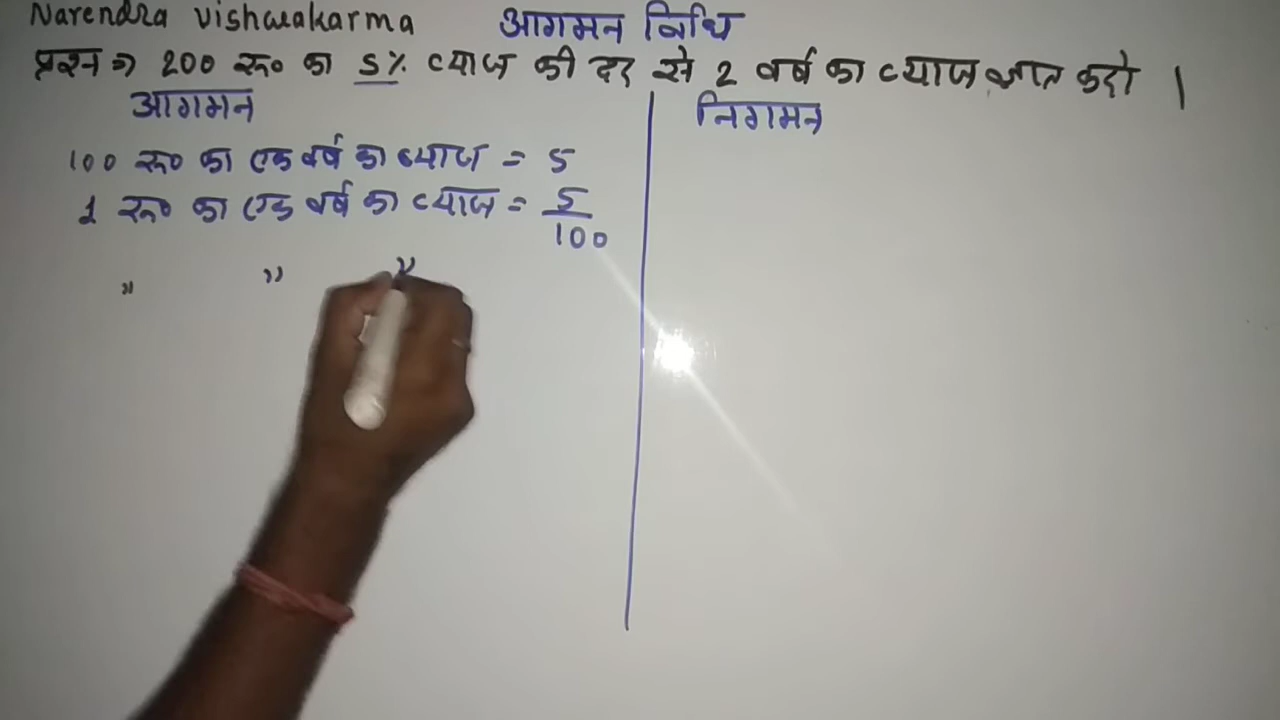 Narendra Vishwakarma
आगमन विधि
प्रश्न ⇒ 200 रू० का 5% ब्याज की दर से 2 वर्ष का ब्याज ज्ञात करो ।
आगमन
100 रू० का एक वर्ष का ब्याज = 5
1 रू० का एक वर्ष का ब्याज = 5/100
" " "
निगमन